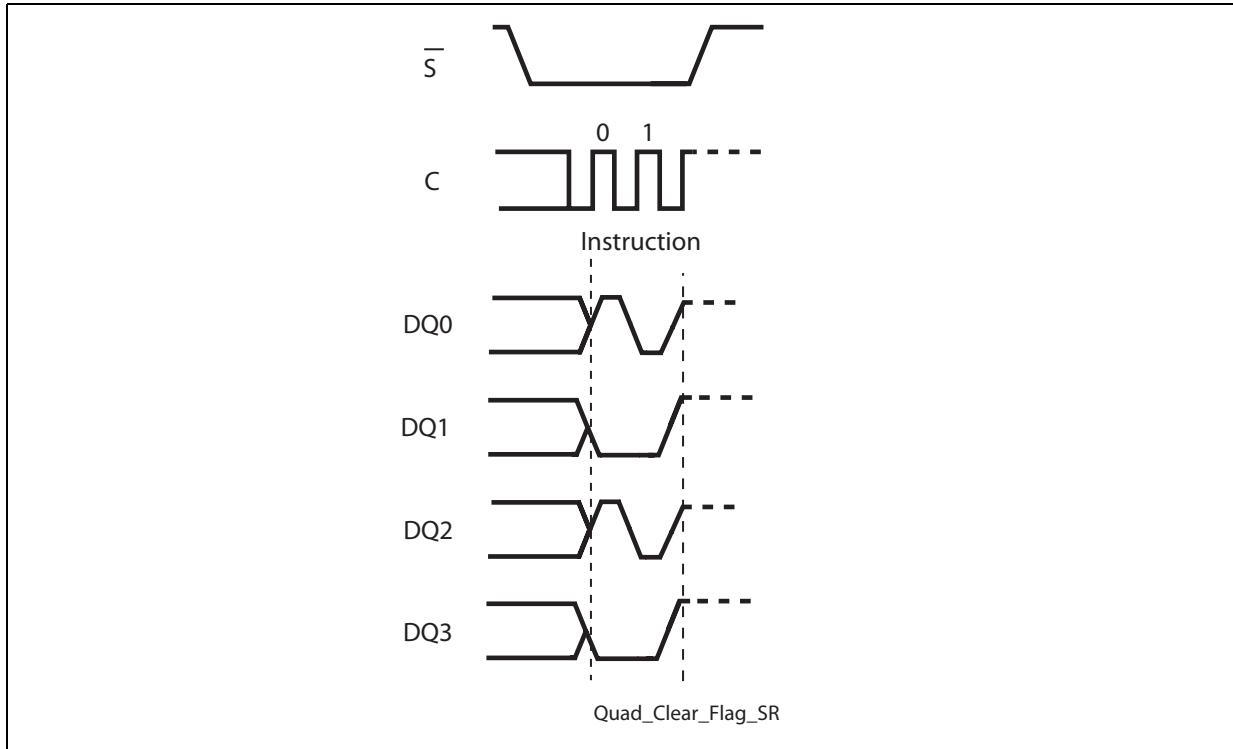 S
0 1
C
Instruction
DQ0
DQ1
DQ2
DQ3
Quad_Clear_Flag_SR